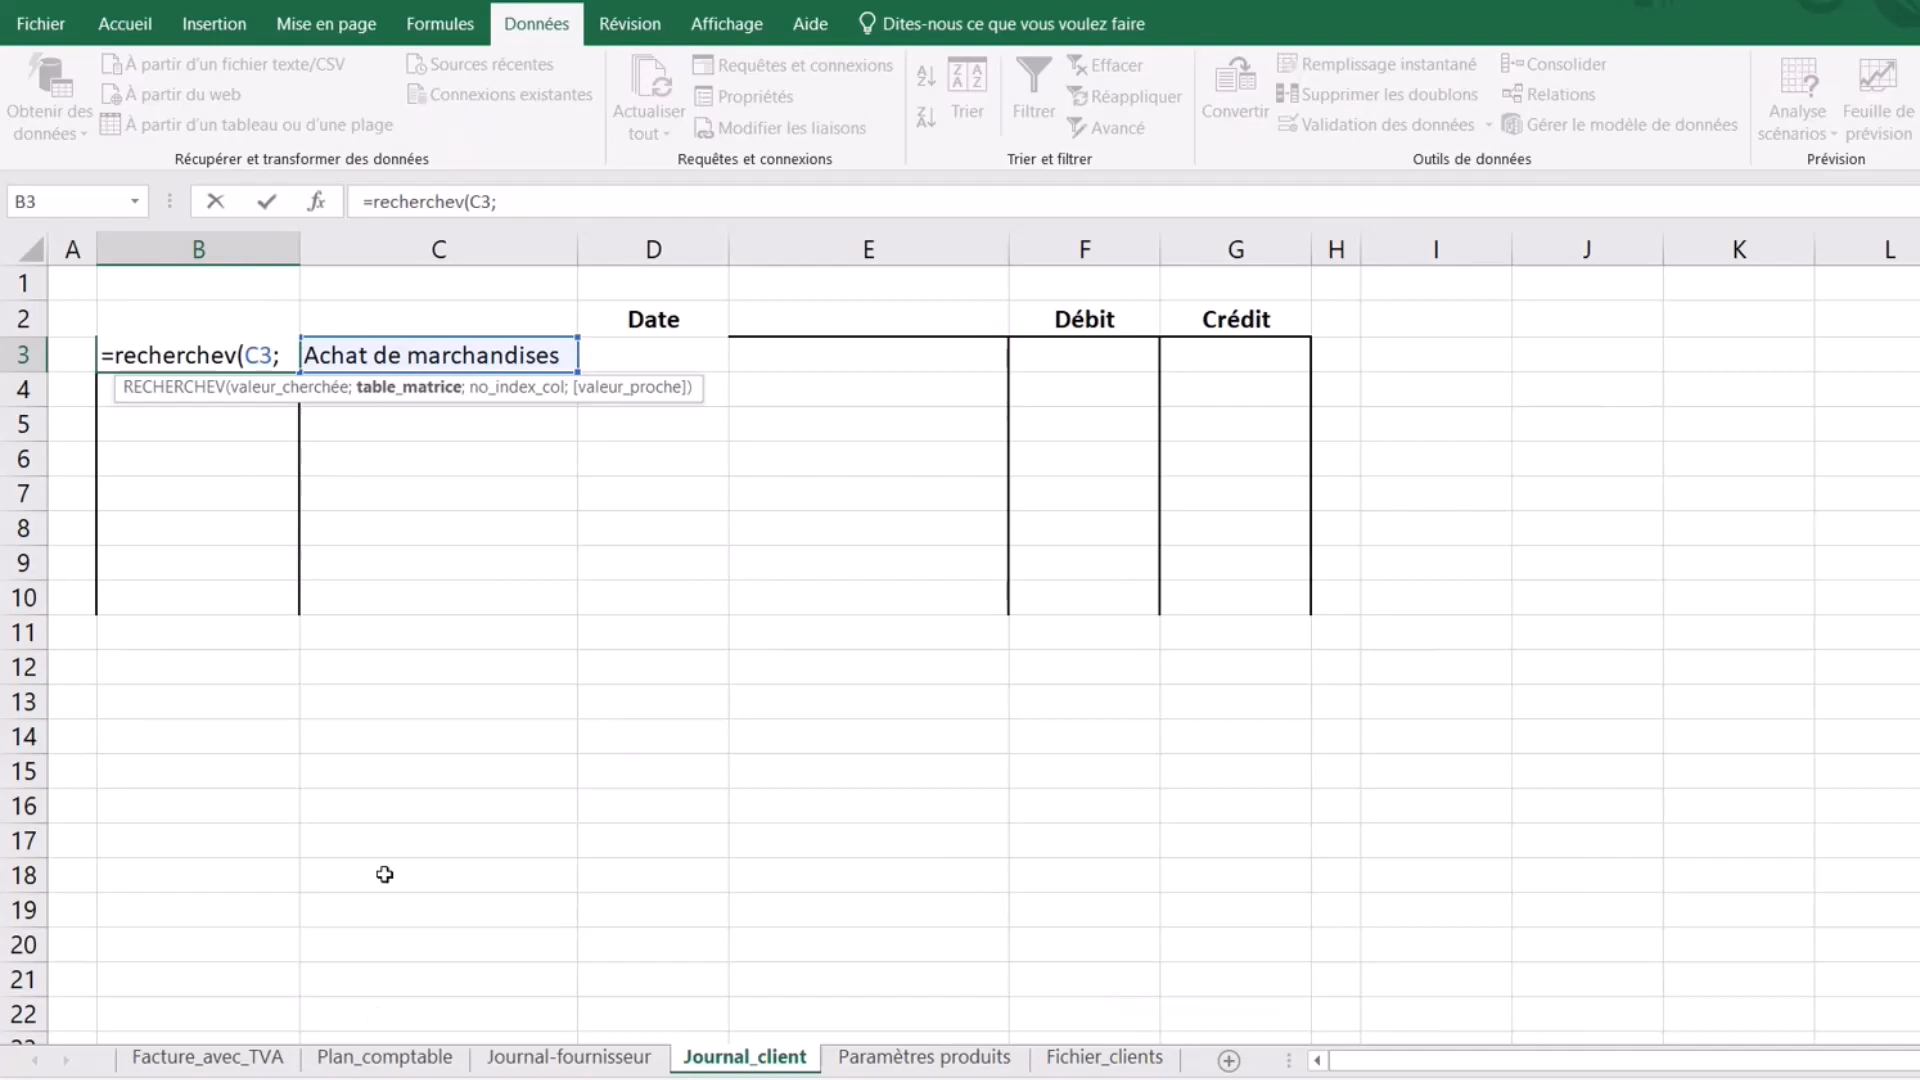 Fichier Accueil Insertion Mise en page Formules Données Révision Affichage Aide Dites-nous ce que vous voulez faire
Obtenir des données
À partir d'un fichier texte/CSV
À partir du web
À partir d'un tableau ou d'une plage
Sources récentes
Connexions existantes
Récupérer et transformer des données
Actualiser tout
Requêtes et connexions
Propriétés
Modifier les liaisons
Requêtes et connexions
Trier
Filtrer
Effacer
Réappliquer
Avancé
Trier et filtrer
Convertir
Remplissage instantané
Supprimer les doublons
Validation des données
Consolider
Relations
Gérer le modèle de données
Outils de données
Analyse scénarios
Feuille de prévision
Prévision
B3 fx =recherchev(C3;
A B C D E F G H I J K L
1
2 Date Débit Crédit
3 =recherchev(C3; Achat de marchandises
RECHERCHEV(valeur_cherchée; table_matrice; no_index_col; [valeur_proche])
4
5
6
7
8
9
10
11
12
13
14
15
16
17
18
19
20
21
22
Facture_avec_TVA Plan_comptable Journal-fournisseur Journal_client Paramètres produits Fichier_clients